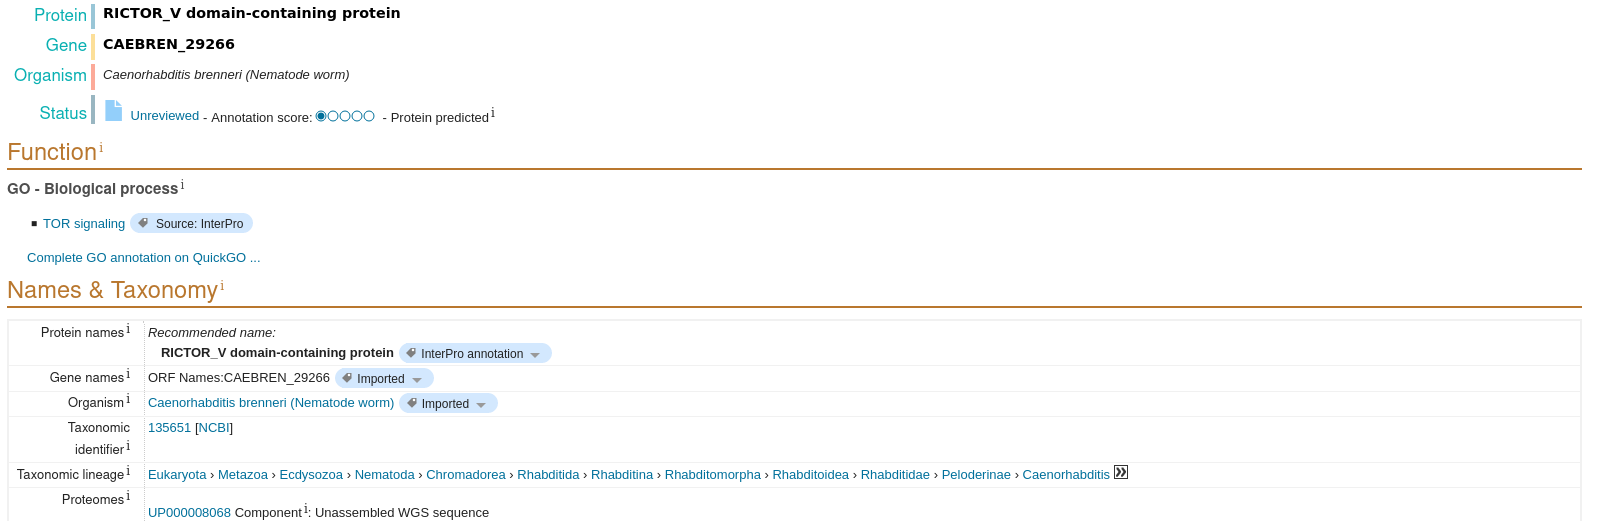 Protein RICTOR_V domain-containing protein
Gene CAEBREN_29266
Organism Caenorhabditis brenneri (Nematode worm)
Status Unreviewed - Annotation score: - Protein predicted i
Function i
GO - Biological process i
TOR signaling Source: InterPro
Complete GO annotation on QuickGO ...
Names & Taxonomy i
Protein names i Recommended name:
RICTOR_V domain-containing protein InterPro annotation
Gene names i ORF Names:CAEBREN_29266 Imported
Organism i Caenorhabditis brenneri (Nematode worm) Imported
Taxonomic identifier i 135651 [NCBI]
Taxonomic lineage i Eukaryota › Metazoa › Ecdysozoa › Nematoda › Chromadorea › Rhabditida › Rhabditina › Rhabditomorpha › Rhabditoidea › Rhabditidae › Peloderinae › Caenorhabditis »
Proteomes i
UP000008068 Component i: Unassembled WGS sequence